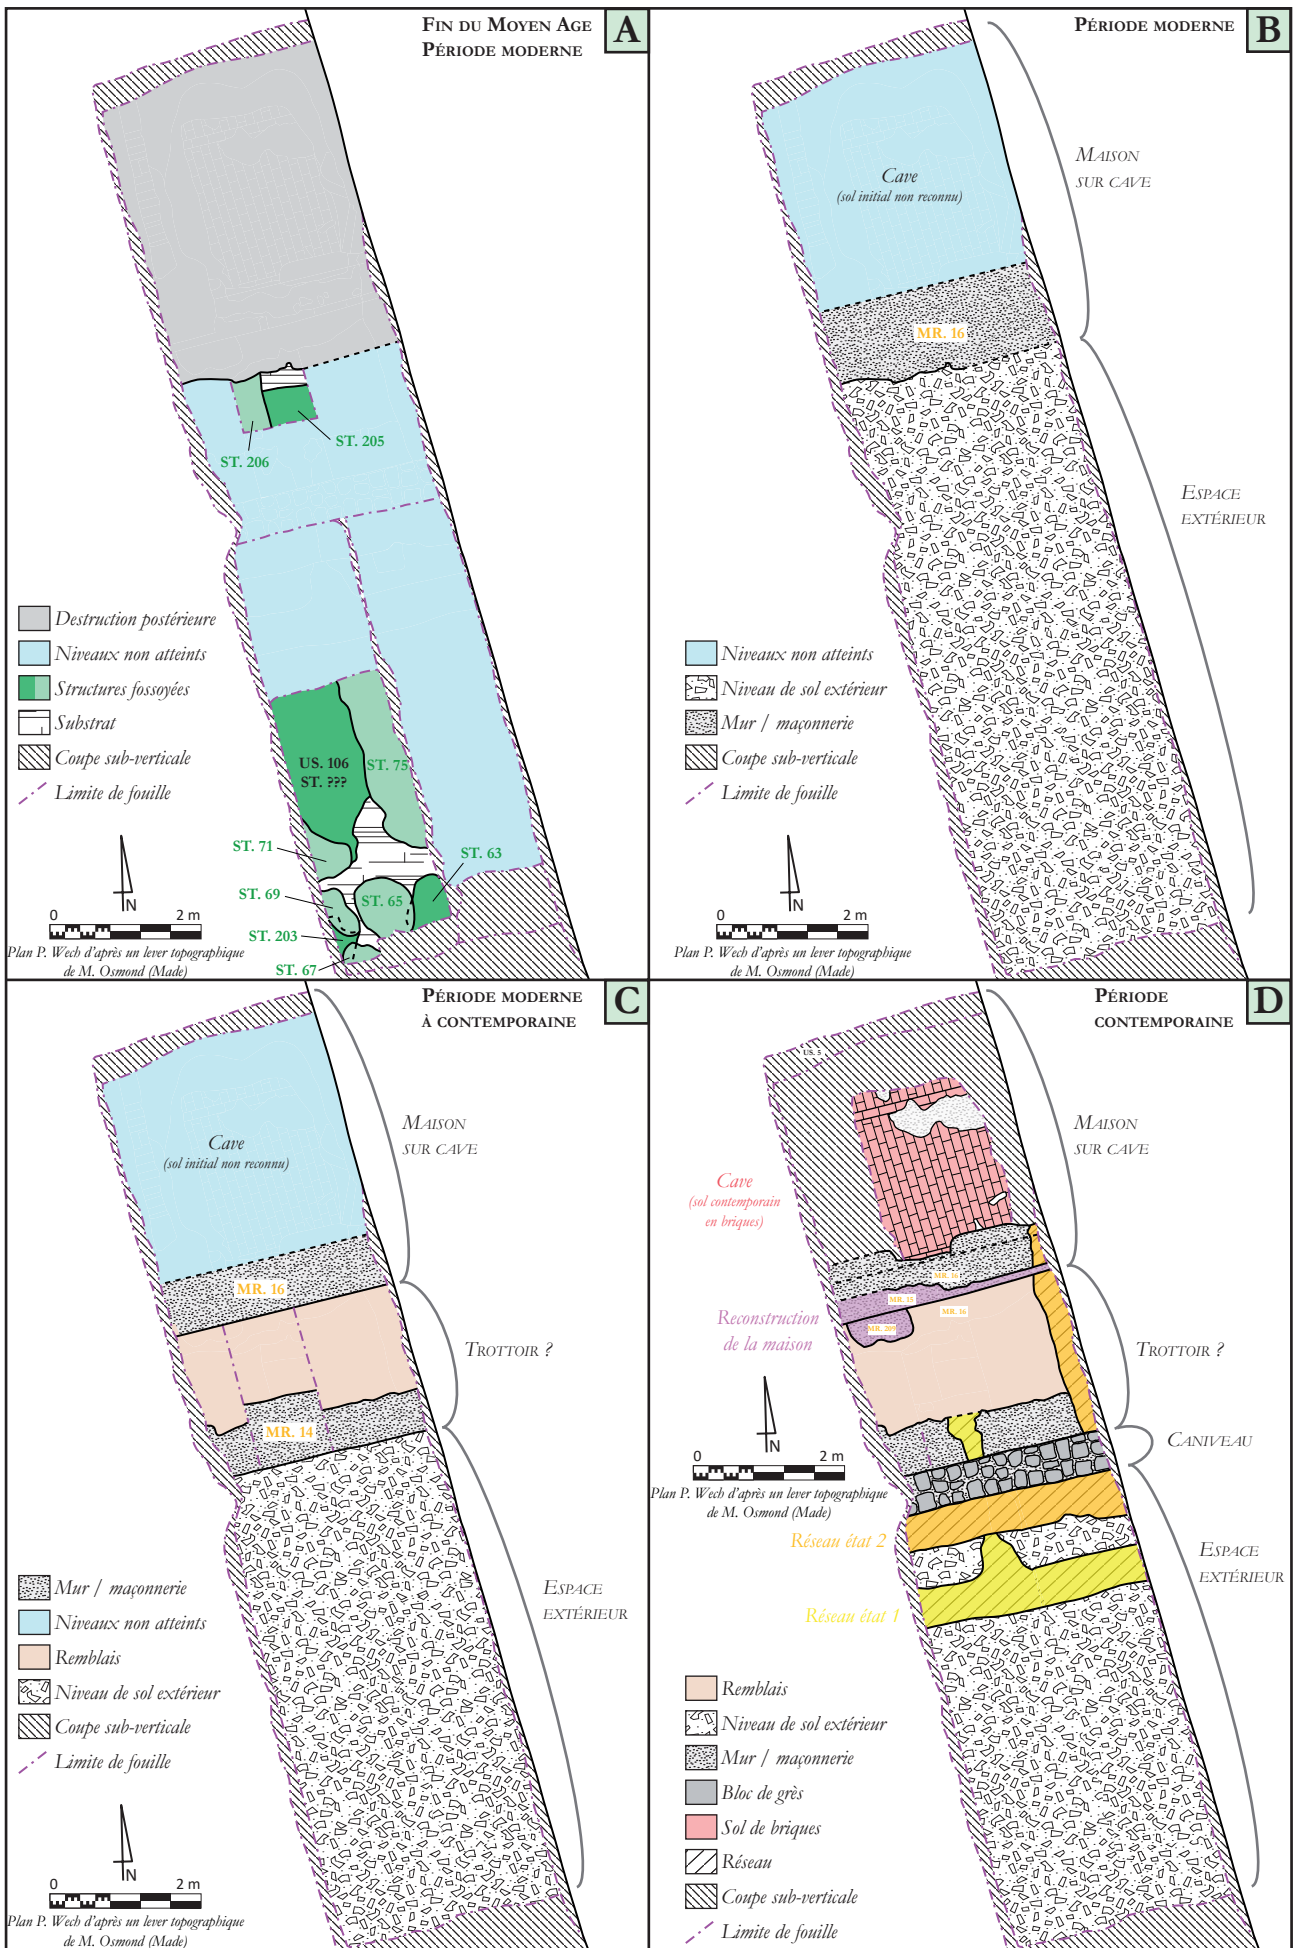 FIN DU MOYEN AGE
PÉRIODE MODERNE
A
ST. 205
ST. 206
Destruction postérieure
Niveaux non atteints
Structures fossoyées
Substrat
Coupe sub-verticale
Limite de fouille
US. 106
ST. ???
ST. 75
ST. 71
ST. 63
ST. 69
ST. 65
ST. 203
ST. 67
N
0 2 m
Plan P. Wech d'après un lever topographique
de M. Osmond (Made)
PÉRIODE MODERNE
B
MAISON
SUR CAVE
Cave
(sol initial non reconnu)
MR. 16
ESPACE
EXTÉRIEUR
Niveaux non atteints
Niveau de sol extérieur
Mur / maçonnerie
Coupe sub-verticale
Limite de fouille
N
0 2 m
Plan P. Wech d'après un lever topographique
de M. Osmond (Made)
PÉRIODE MODERNE
À CONTEMPORAINE
C
MAISON
SUR CAVE
Cave
(sol initial non reconnu)
MR. 16
TROTTOIR ?
MR. 14
ESPACE
EXTÉRIEUR
Mur / maçonnerie
Niveaux non atteints
Remblais
Niveau de sol extérieur
Coupe sub-verticale
Limite de fouille
N
0 2 m
Plan P. Wech d'après un lever topographique
de M. Osmond (Made)
PÉRIODE
CONTEMPORAINE
D
US. 5
MAISON
SUR CAVE
Cave
(sol contemporain
en briques)
MR. 16
MR. 15
MR. 16
MR. 209
Reconstruction
de la maison
TROTTOIR ?
CANIVEAU
N
0 2 m
Plan P. Wech d'après un lever topographique
de M. Osmond (Made)
Réseau état 2
ESPACE
EXTÉRIEUR
Réseau état 1
Remblais
Niveau de sol extérieur
Mur / maçonnerie
Bloc de grès
Sol de briques
Réseau
Coupe sub-verticale
Limite de fouille